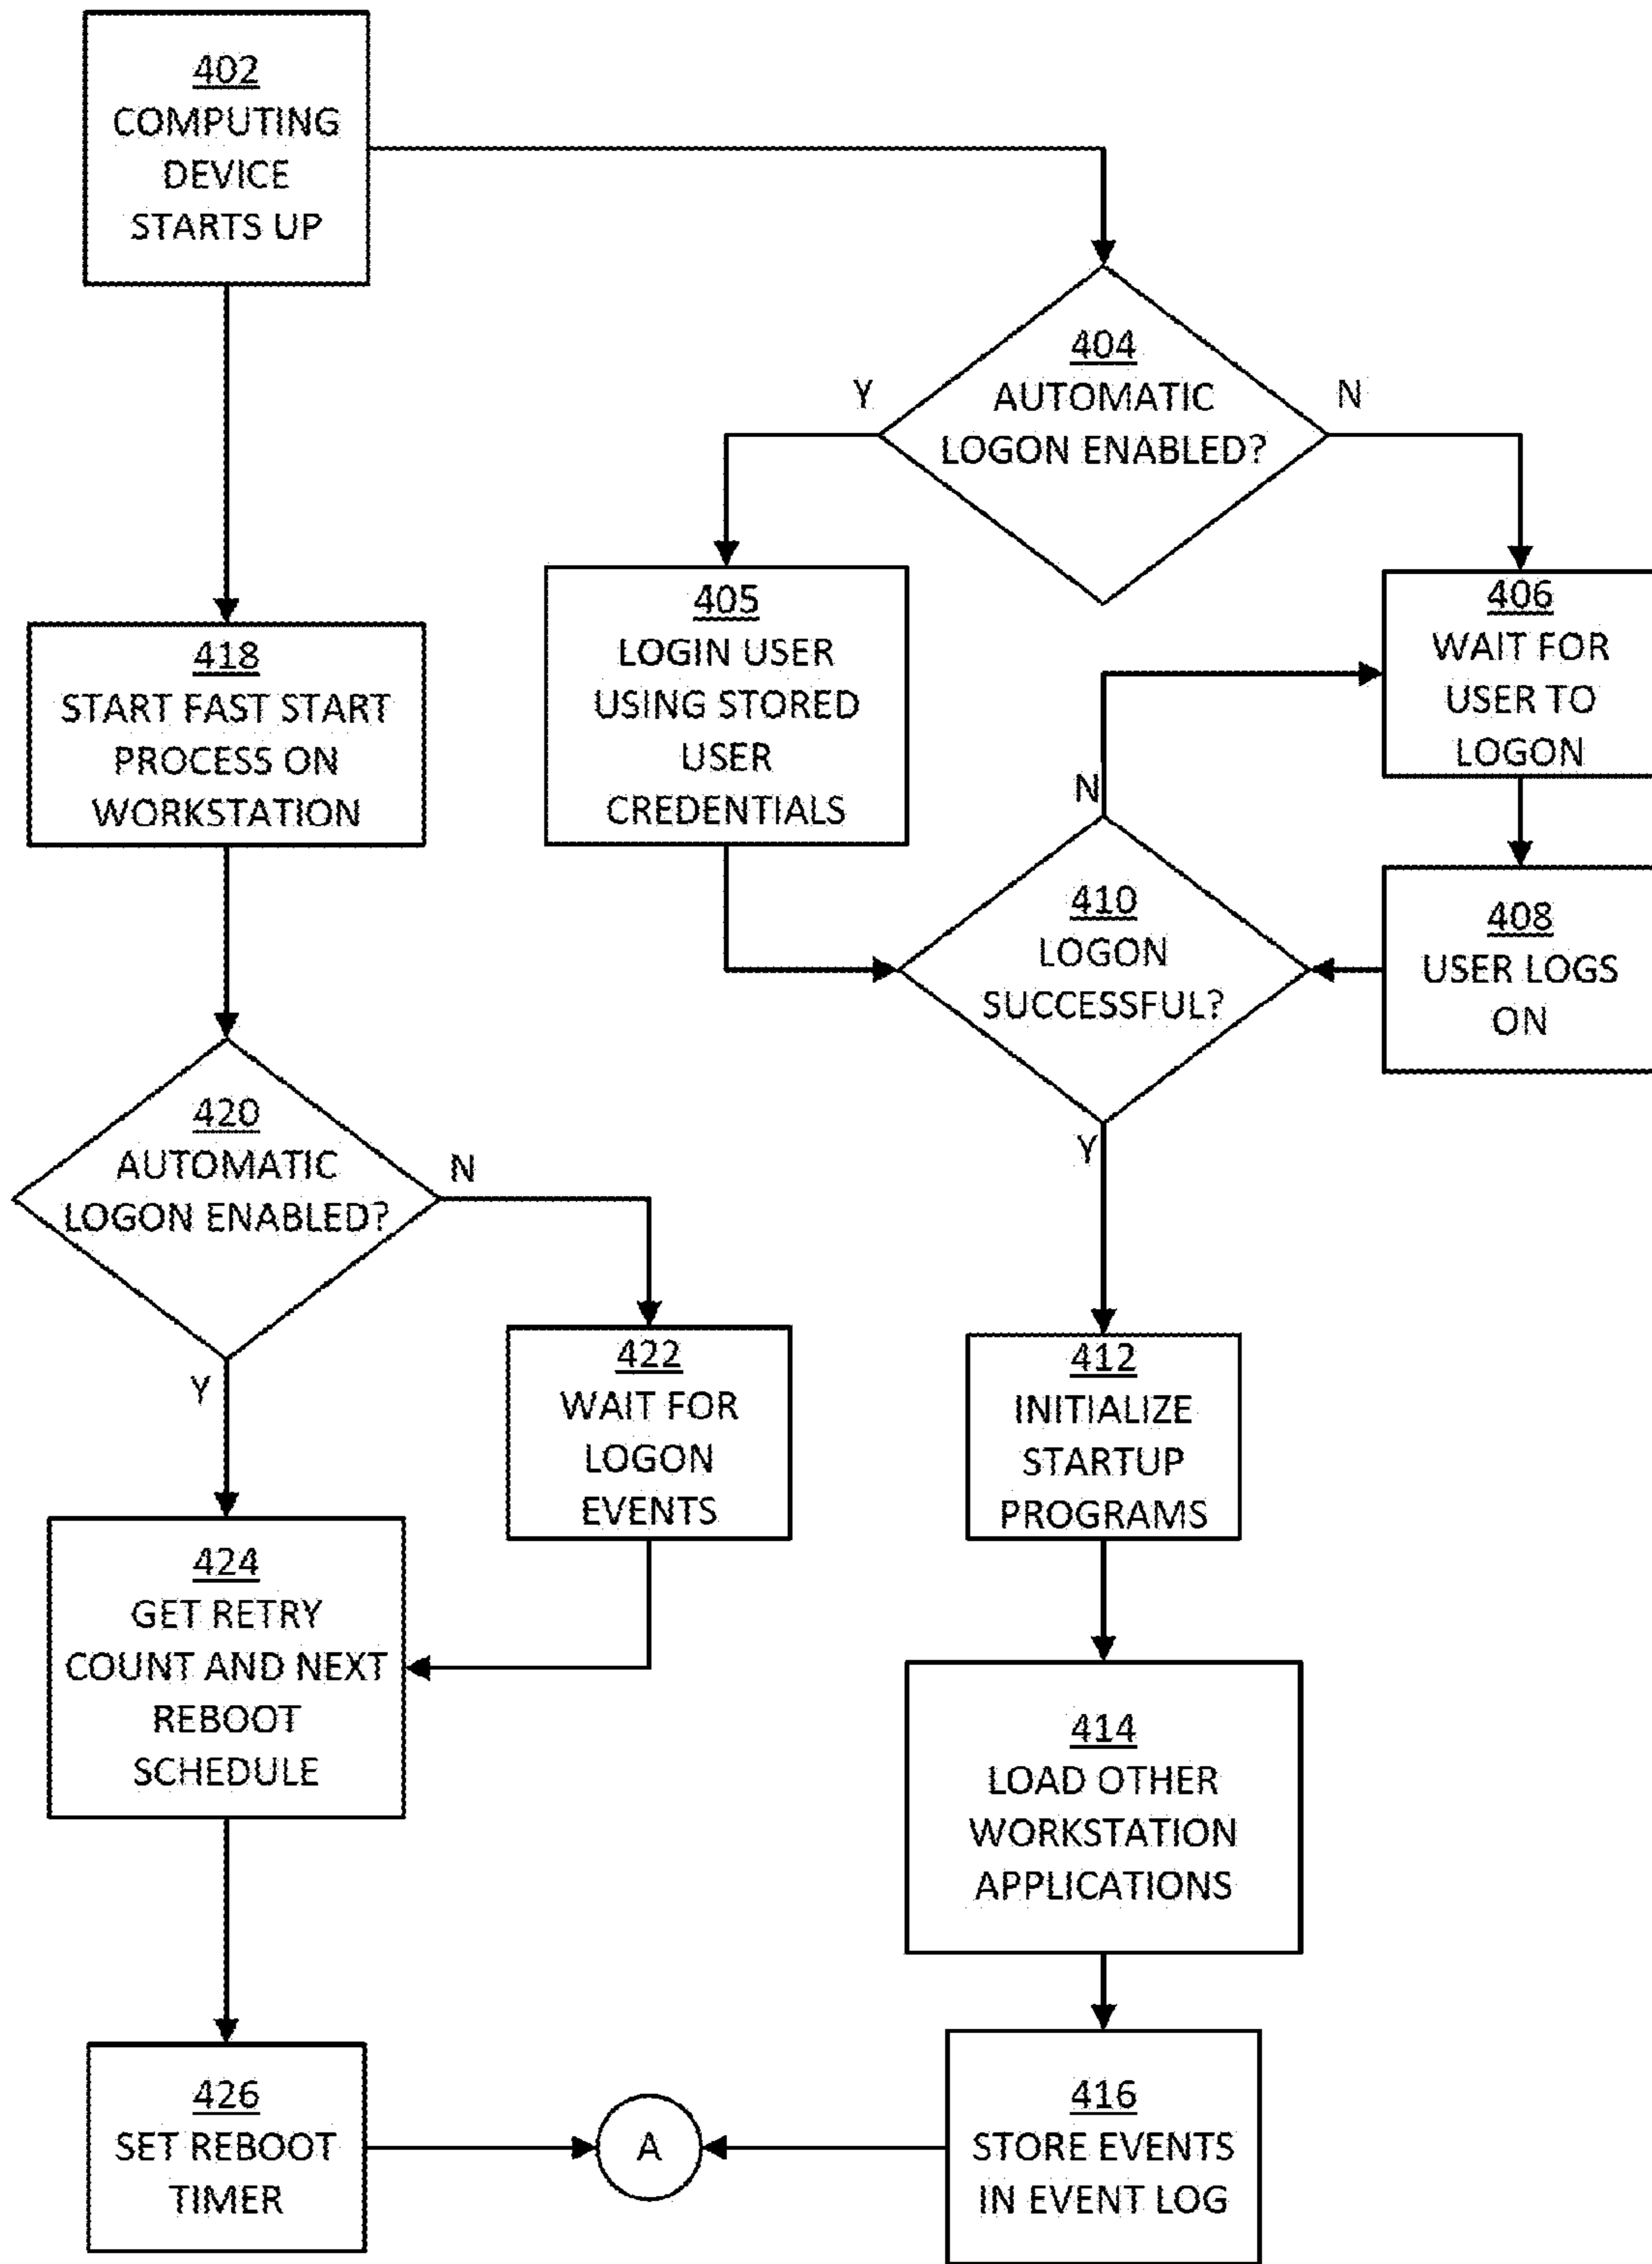 402
COMPUTING
DEVICE
STARTS UP
404
AUTOMATIC
LOGON ENABLED?
Y
N
405
LOGIN USER
USING STORED
USER
CREDENTIALS
406
WAIT FOR
USER TO
LOGON
418
START FAST START
PROCESS ON
WORKSTATION
N
410
LOGON
SUCCESSFUL?
408
USER LOGS
ON
Y
420
AUTOMATIC
LOGON ENABLED?
N
Y
422
WAIT FOR
LOGON
EVENTS
412
INITIALIZE
STARTUP
PROGRAMS
424
GET RETRY
COUNT AND NEXT
REBOOT
SCHEDULE
414
LOAD OTHER
WORKSTATION
APPLICATIONS
426
SET REBOOT
TIMER
A
416
STORE EVENTS
IN EVENT LOG